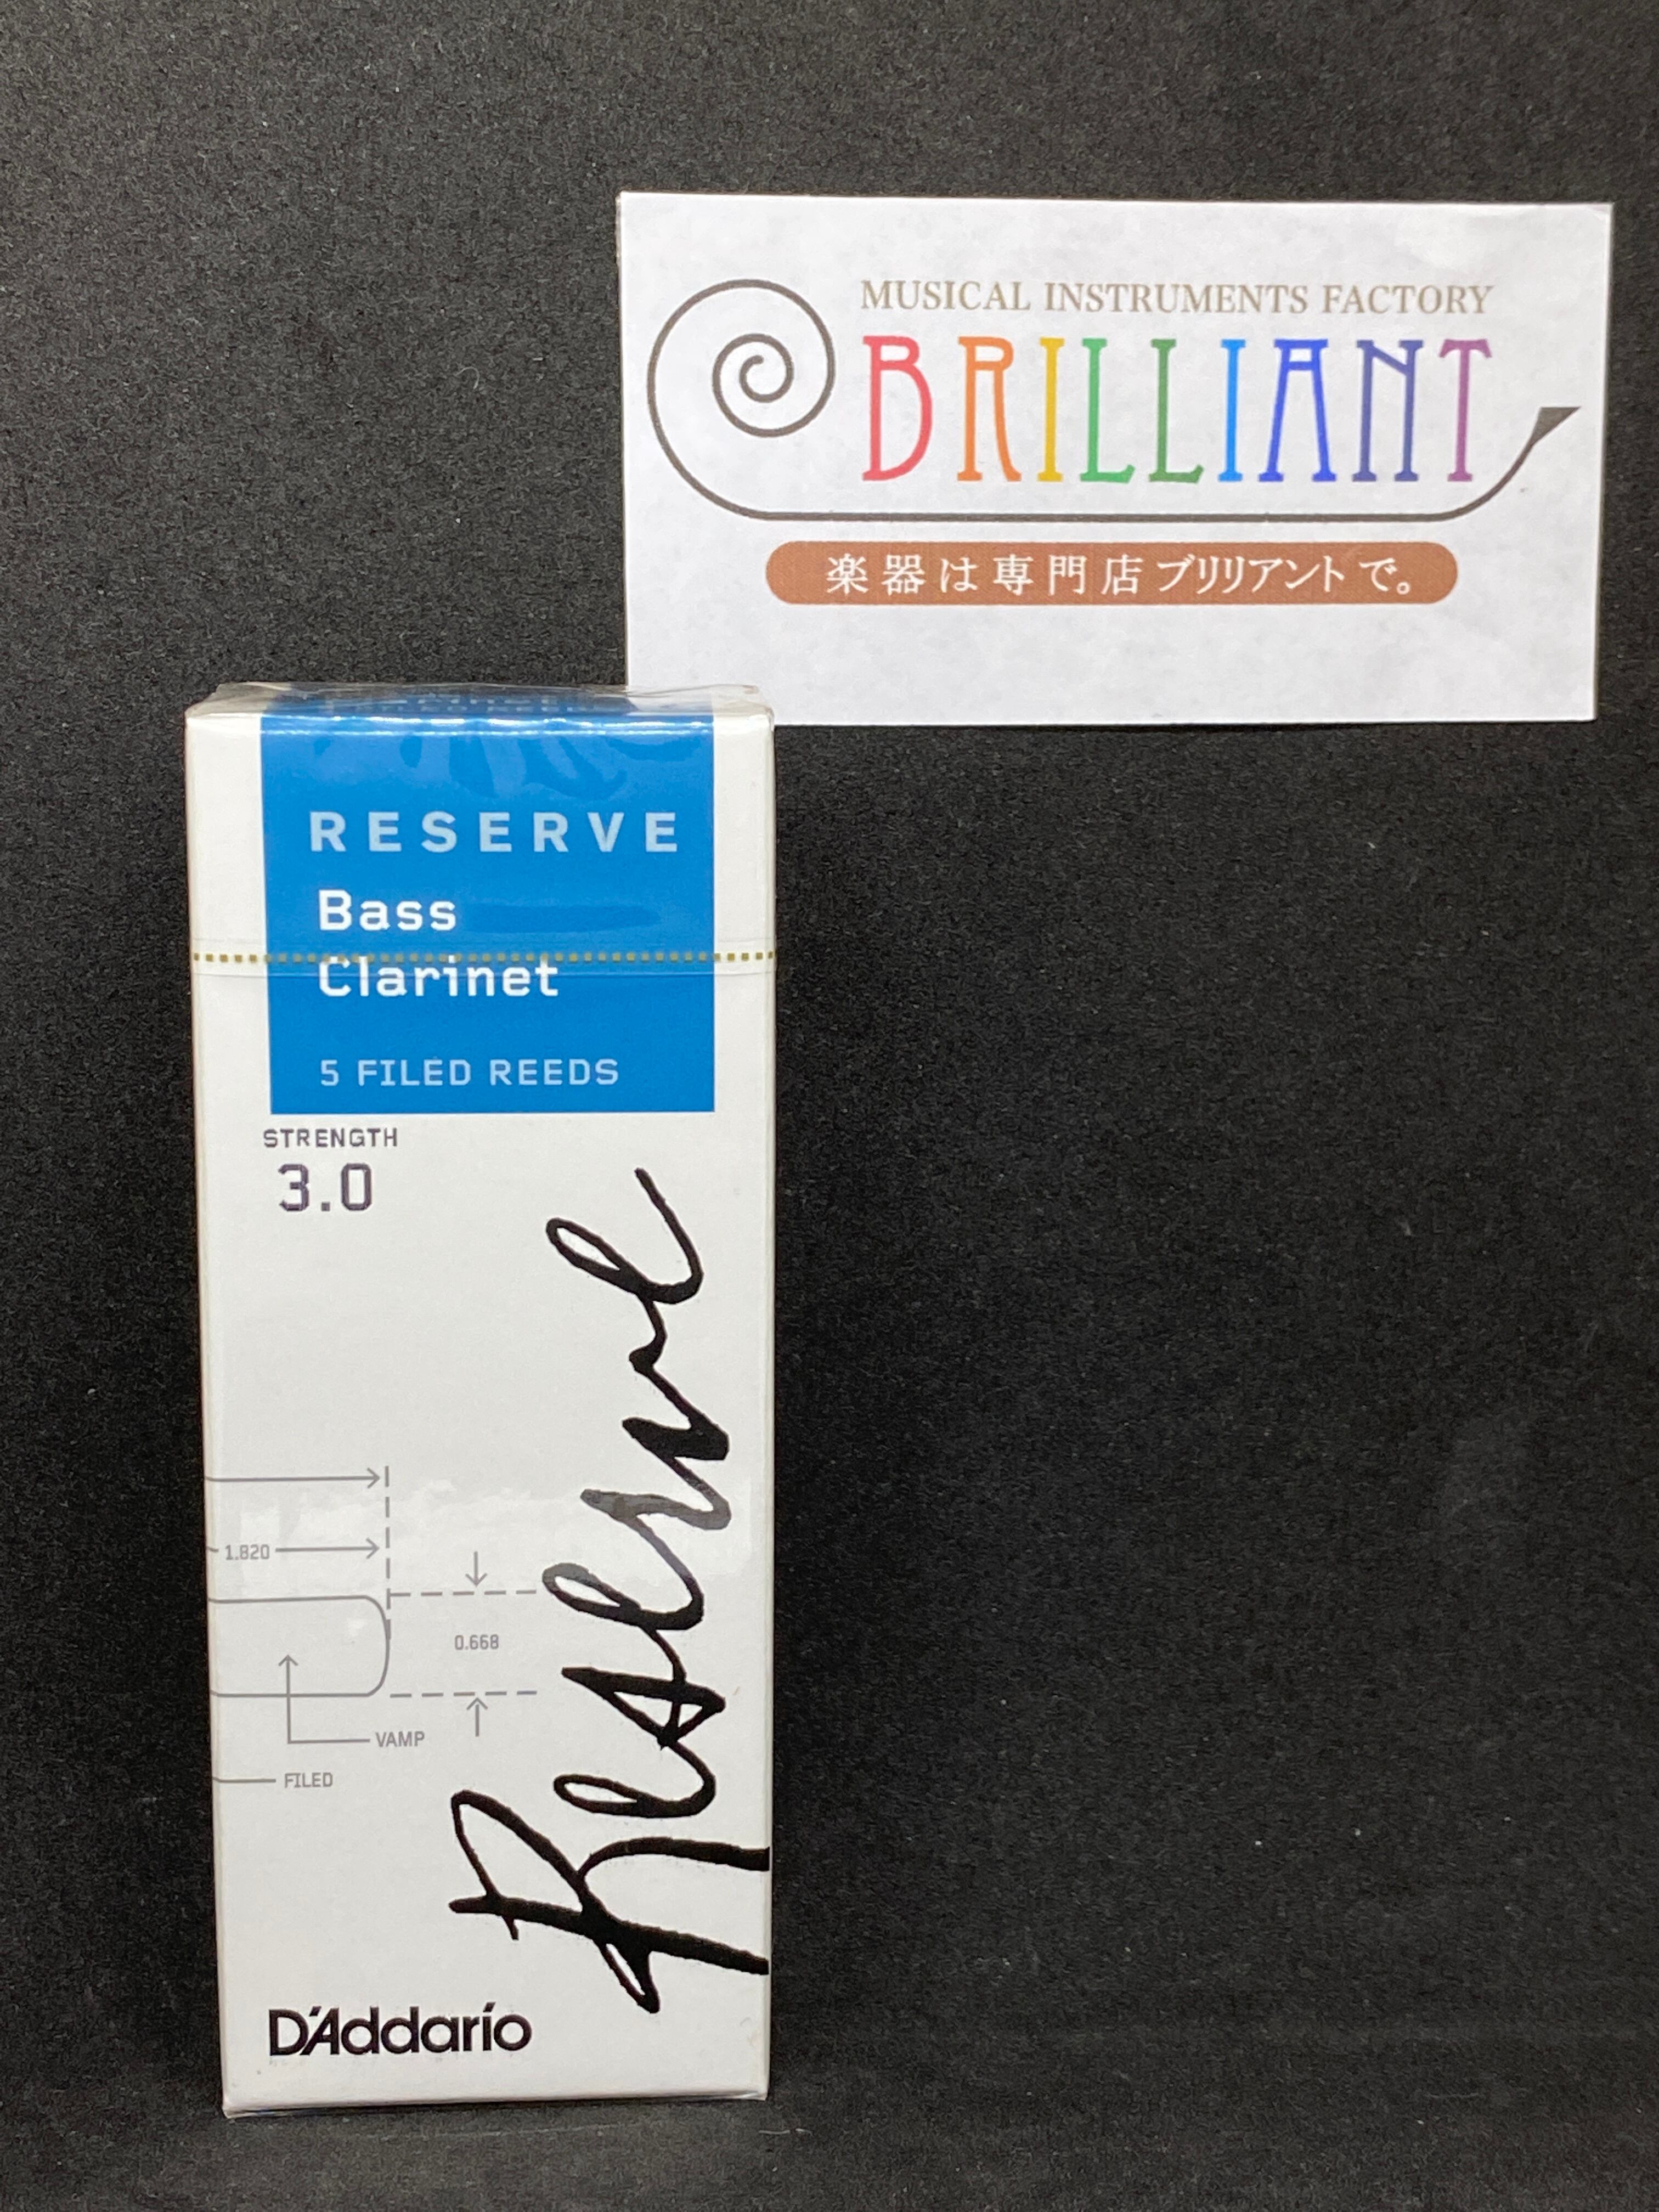 MUSICAL INSTRUMENTS FACTORY
BRILLIANT
楽器は専門店ブリリアントで。
RESERVE
Bass
Clarinet
5 FILED REEDS
STRENGTH
3.0
Reserve
1.820
0.668
VAMP
FILED
D'Addario